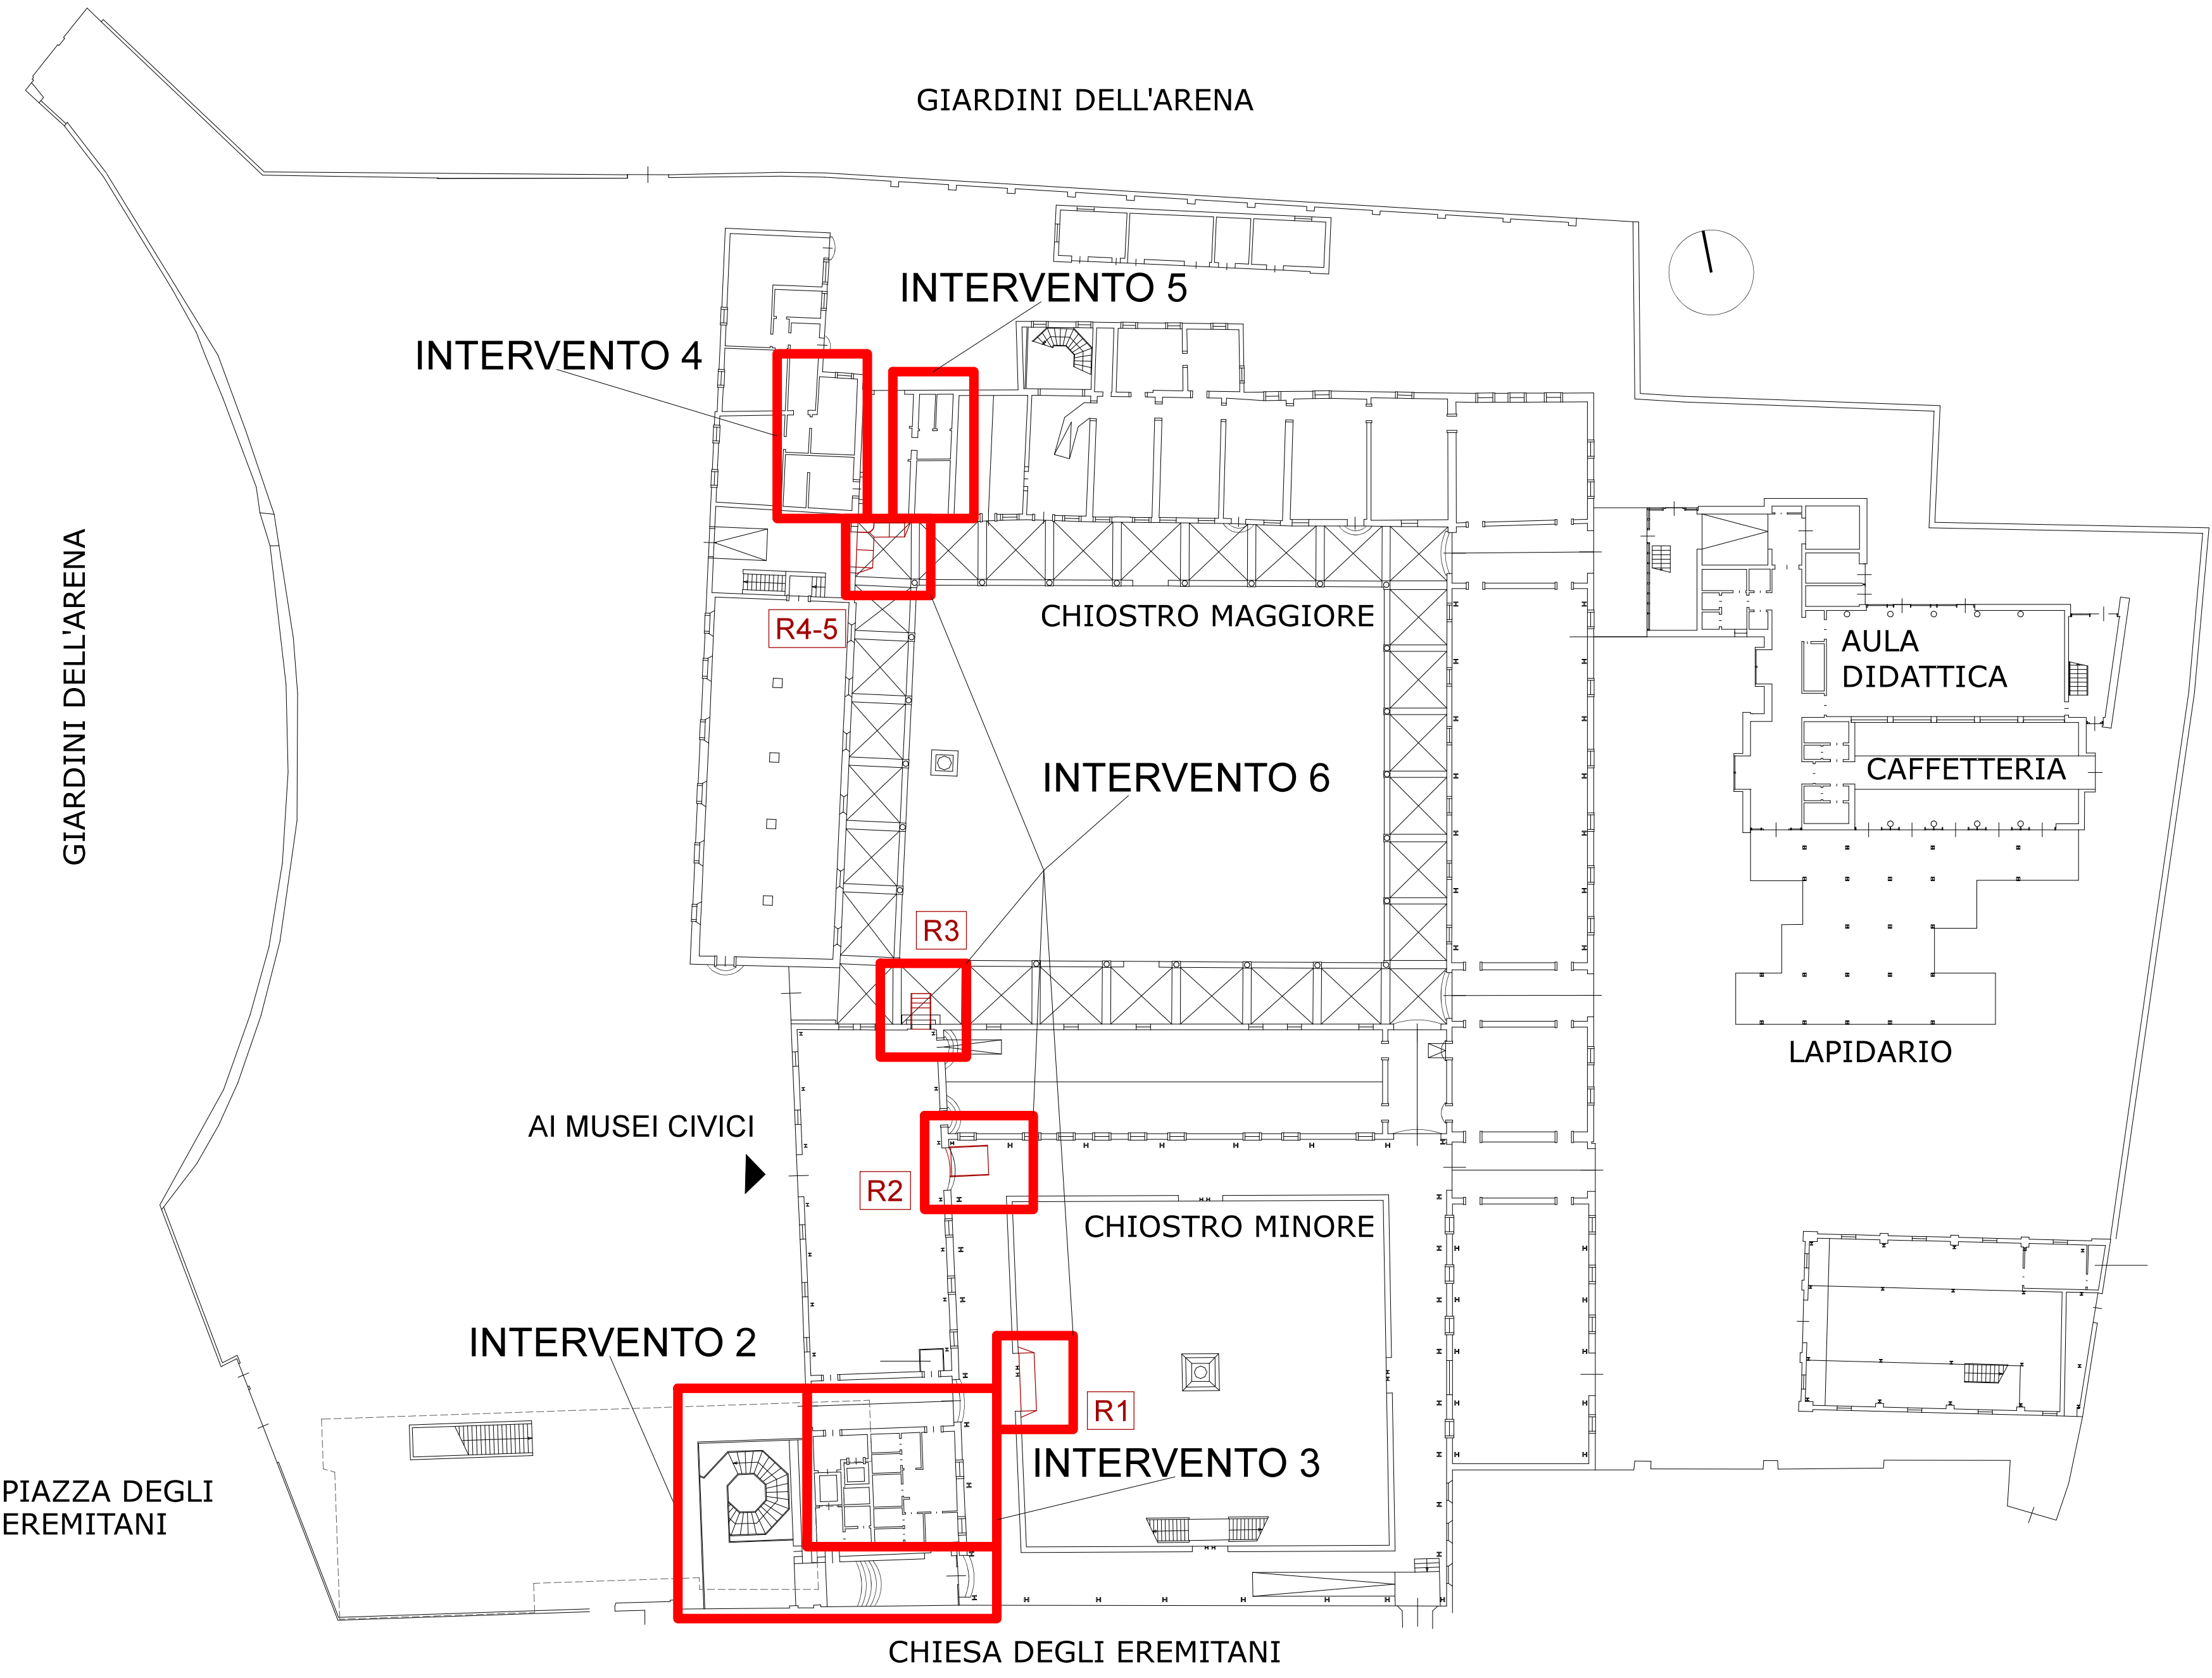 GIARDINI DELL'ARENA
INTERVENTO 5
INTERVENTO 4
GIARDINI DELL'ARENA
R4-5
CHIOSTRO MAGGIORE
AULA
DIDATTICA
INTERVENTO 6
CAFFETTERIA
R3
LAPIDARIO
AI MUSEI CIVICI
R2
CHIOSTRO MINORE
INTERVENTO 2
R1
INTERVENTO 3
PIAZZA DEGLI
EREMITANI
CHIESA DEGLI EREMITANI